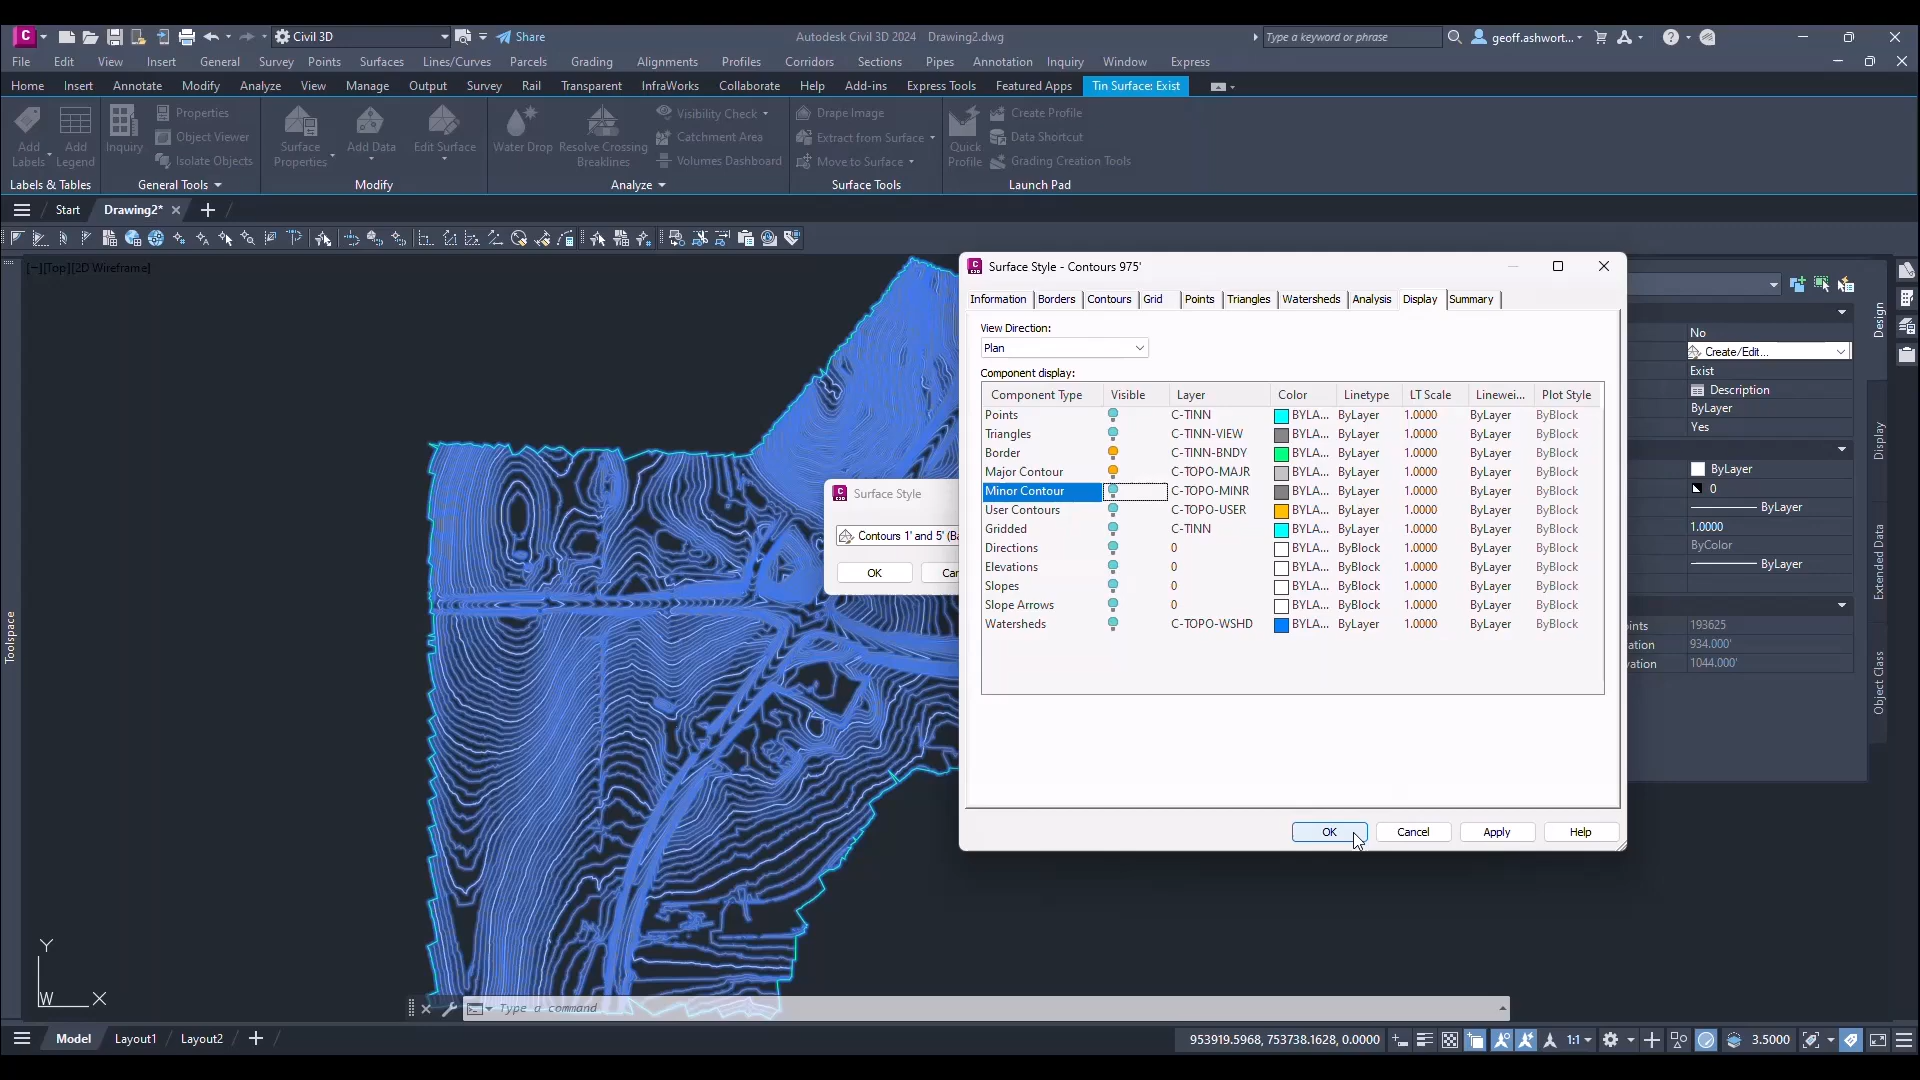 C Civil 3D Share Autodesk Civil 3D 2024 Drawing2.dwg Type a keyword or phrase geoff.ashwort...
File Edit View Insert General Survey Points Surfaces Lines/Curves Parcels Grading Alignments Profiles Corridors Sections Pipes Annotation Inquiry Window Express
Home Insert Annotate Modify Analyze View Manage Output Survey Rail Transparent InfraWorks Collaborate Help Add-ins Express Tools Featured Apps Tin Surface: Exist
Properties Visibility Check Drape Image Create Profile
Object Viewer Catchment Area Extract from Surface Data Shortcut
Add Labels Add Legend Inquiry Surface Properties Add Data Edit Surface Water Drop Resolve Crossing Breaklines Quick Profile
Isolate Objects Volumes Dashboard Move to Surface Grading Creation Tools
Labels & Tables General Tools Modify Analyze Surface Tools Launch Pad
Start Drawing2* +
[−][Top][2D Wireframe]
Toolspace
Surface Style
Contours 1' and 5' (Ba
OK Can
Surface Style - Contours 975'
Information Borders Contours Grid Points Triangles Watersheds Analysis Display Summary
View Direction:
Plan
Component display:
Component Type Visible Layer Color Linetype LT Scale Linewei... Plot Style
Points C-TINN BYLA... ByLayer 1.0000 ByLayer ByBlock
Triangles C-TINN-VIEW BYLA... ByLayer 1.0000 ByLayer ByBlock
Border C-TINN-BNDY BYLA... ByLayer 1.0000 ByLayer ByBlock
Major Contour C-TOPO-MAJR BYLA... ByLayer 1.0000 ByLayer ByBlock
Minor Contour C-TOPO-MINR BYLA... ByLayer 1.0000 ByLayer ByBlock
User Contours C-TOPO-USER BYLA... ByLayer 1.0000 ByLayer ByBlock
Gridded C-TINN BYLA... ByLayer 1.0000 ByLayer ByBlock
Directions 0 BYLA... ByBlock 1.0000 ByLayer ByBlock
Elevations 0 BYLA... ByBlock 1.0000 ByLayer ByBlock
Slopes 0 BYLA... ByBlock 1.0000 ByLayer ByBlock
Slope Arrows 0 BYLA... ByBlock 1.0000 ByLayer ByBlock
Watersheds C-TOPO-WSHD BYLA... ByLayer 1.0000 ByLayer ByBlock
OK Cancel Apply Help
No
Create/Edit...
Exist
Description
ByLayer
Yes
ByLayer
0
ByLayer
1.0000
ByColor
ByLayer
ints 193625
ation 934.000'
vation 1044.000'
Design
Display
Extended Data
Object Class
Y
W X
Type a command
Model Layout1 Layout2 + 953919.5968, 753738.1628, 0.0000 1:1 3.5000